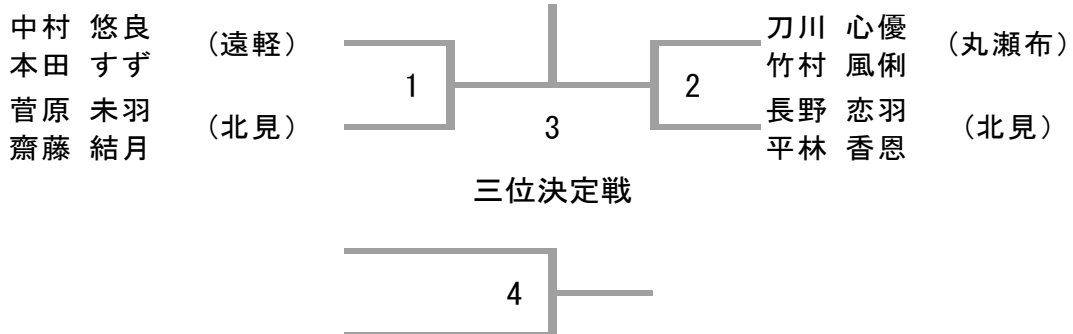 中村 悠良
本田 すず
(遠軽)
菅原 未羽
齋藤 結月
(北見)
1
3
2
刀川 心優
竹村 風俐
(丸瀬布)
長野 恋羽
平林 香恩
(北見)
三位決定戦
4